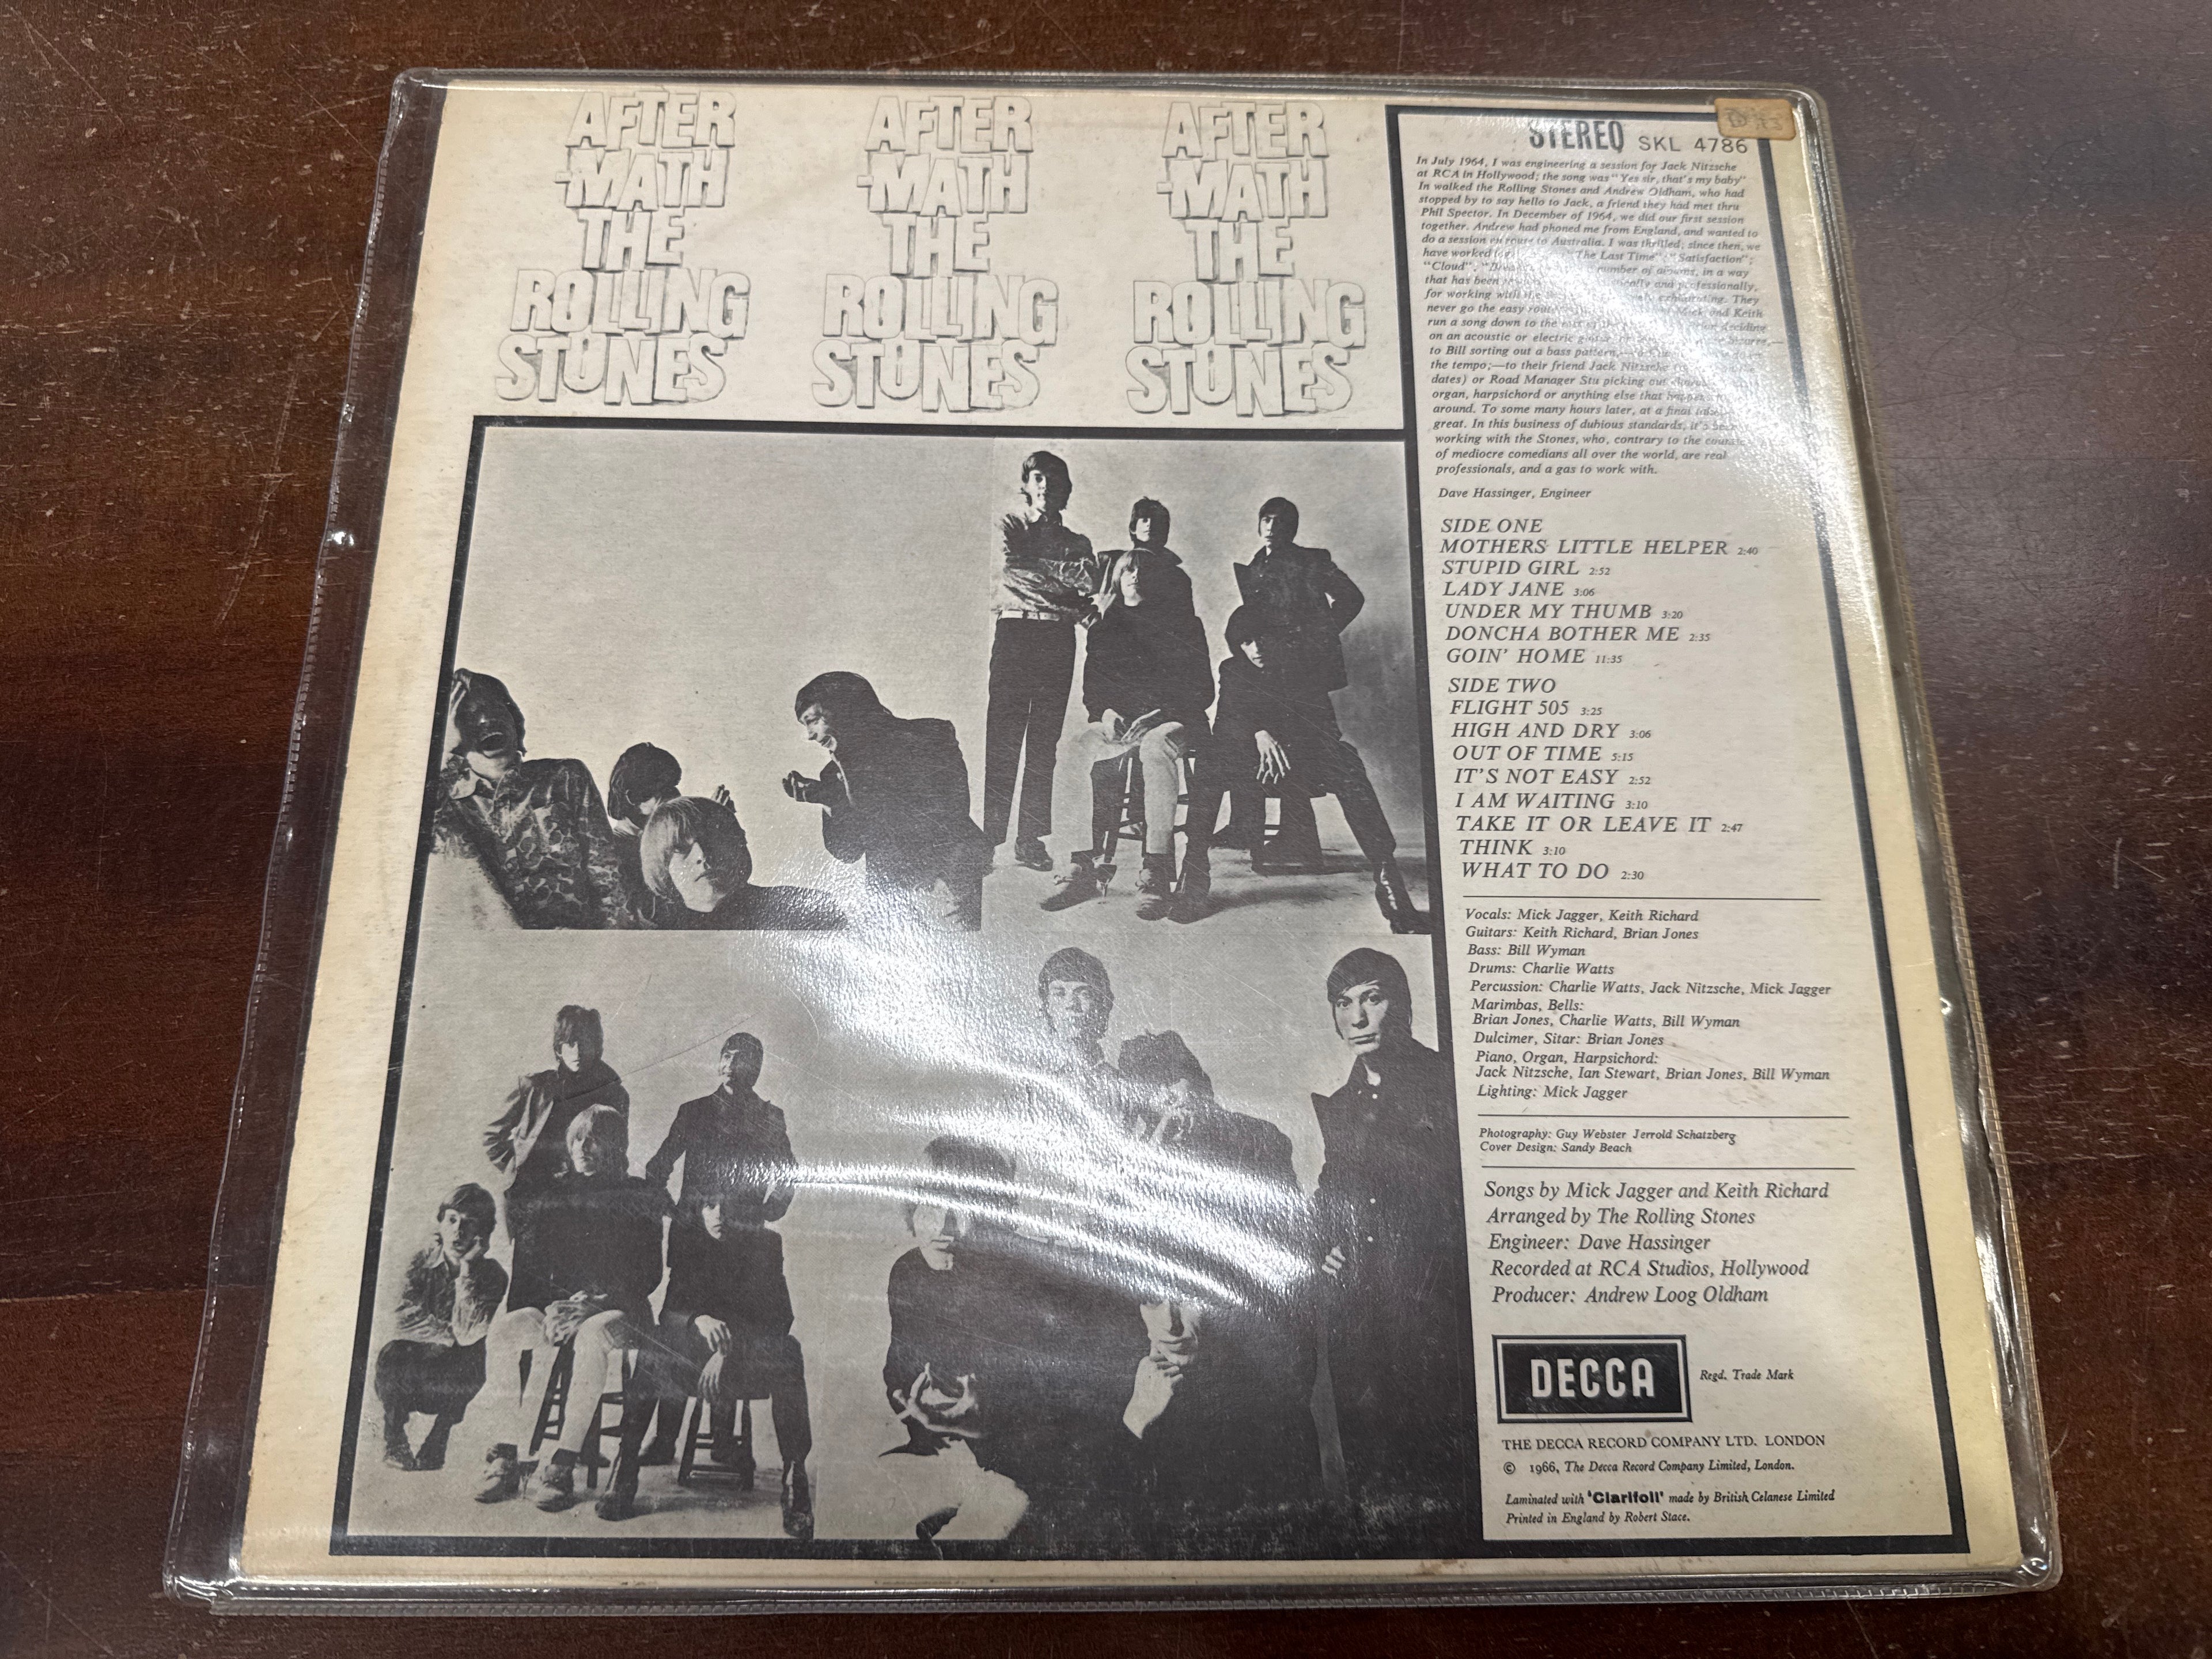 AFTER
-MATH
THE
ROLLING
STONES
AFTER
-MATH
THE
ROLLING
STONES
AFTER
-MATH
THE
ROLLING
STONES
STEREO SKL 4786
In July 1964, I was engineering a session for Jack Nitzsche
at RCA in Hollywood; the song was "Yes sir, that's my baby"
In walked the Rolling Stones and Andrew Oldham, who had
stopped by to say hello to Jack, a friend they had met thru
Phil Spector. In December of 1964, we did our first session
together. Andrew had phoned me from England, and wanted to
do a session en route to Australia. I was thrilled; since then, we
have worked "The Last Time" "Satisfaction";
"Cloud"; number of albums, in a way
that has been and professionally,
for working with the They
never go the easy Mick and Keith
run a song down to the deciding
on an acoustic or electric
to Bill sorting out a bass pattern,
the tempo;—to their friend Jack Nitzsche
dates) or Road Manager Stu picking out
organ, harpsichord or anything else that
around. To some many hours later, at a final
great. In this business of dubious standards, it's
working with the Stones, who, contrary to the
of mediocre comedians all over the world, are real
professionals, and a gas to work with.
Dave Hassinger, Engineer
SIDE ONE
MOTHERS LITTLE HELPER 2:40
STUPID GIRL 2:52
LADY JANE 3:06
UNDER MY THUMB 3:20
DONCHA BOTHER ME 2:35
GOIN' HOME 11:35
SIDE TWO
FLIGHT 505 3:25
HIGH AND DRY 3:06
OUT OF TIME 5:15
IT'S NOT EASY 2:52
I AM WAITING 3:10
TAKE IT OR LEAVE IT 2:47
THINK 3:10
WHAT TO DO 2:30
Vocals: Mick Jagger, Keith Richard
Guitars: Keith Richard, Brian Jones
Bass: Bill Wyman
Drums: Charlie Watts
Percussion: Charlie Watts, Jack Nitzsche, Mick Jagger
Marimbas, Bells:
Brian Jones, Charlie Watts, Bill Wyman
Dulcimer, Sitar: Brian Jones
Piano, Organ, Harpsichord:
Jack Nitzsche, Ian Stewart, Brian Jones, Bill Wyman
Lighting: Mick Jagger
Photography: Guy Webster Jerrold Schatzberg
Cover Design: Sandy Beach
Songs by Mick Jagger and Keith Richard
Arranged by The Rolling Stones
Engineer: Dave Hassinger
Recorded at RCA Studios, Hollywood
Producer: Andrew Loog Oldham
DECCA
Regd. Trade Mark
THE DECCA RECORD COMPANY LTD. LONDON
© 1966, The Decca Record Company Limited, London.
Laminated with 'Clarifoil' made by British Celanese Limited
Printed in England by Robert Stace.